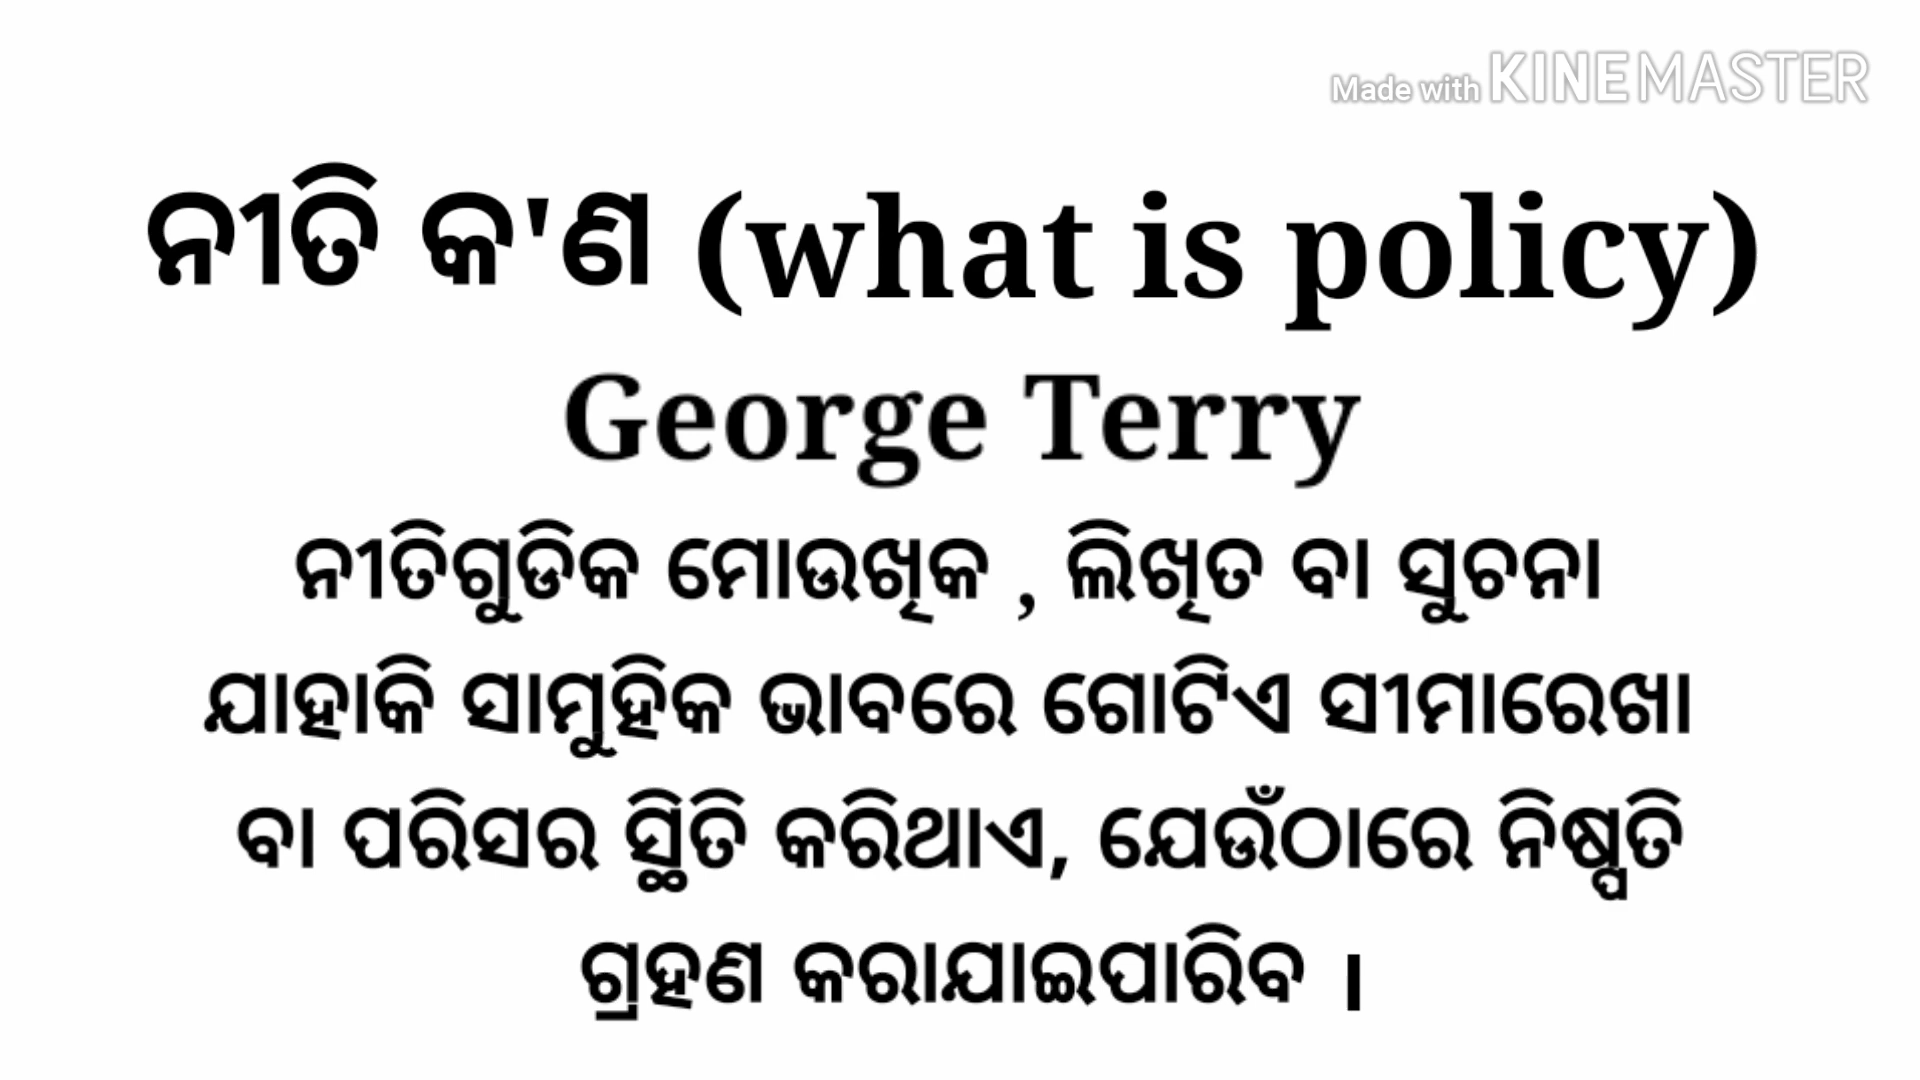 Made with KINEMASTER
ନୀତି କ'ଣ (what is policy)
George Terry
ନୀତିଗୁଡିକ ମୋଉଖିକ , ଲିଖିତ ବା ସୁଚନା
ଯାହାକି ସାମୁହିକ ଭାବରେ ଗୋଟିଏ ସୀମାରେଖା
ବା ପରିସର ସ୍ଥିତି କରିଥାଏ, ଯେଉଁଠାରେ ନିଷ୍ପତି
ଗ୍ରହଣ କରାଯାଇପାରିବ ।